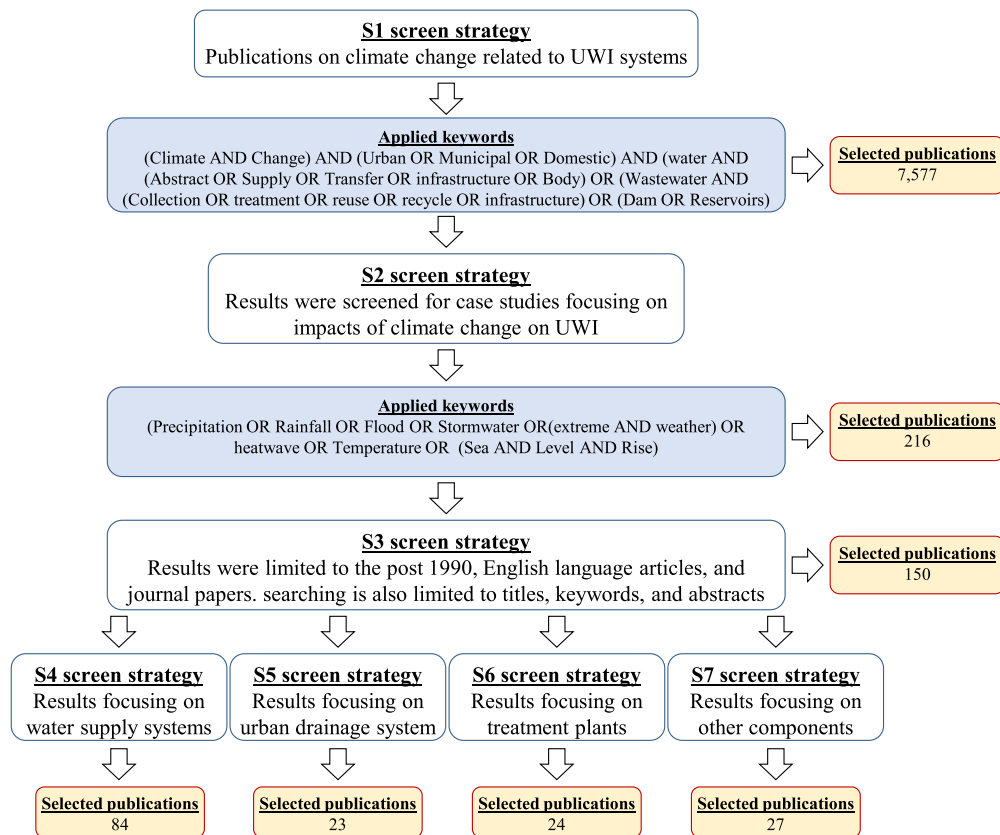 S1 screen strategy
Publications on climate change related to UWI systems
Applied keywords
(Climate AND Change) AND (Urban OR Municipal OR Domestic) AND (water AND
(Abstract OR Supply OR Transfer OR infrastructure OR Body) OR (Wastewater AND
(Collection OR treatment OR reuse OR recycle OR infrastructure) OR (Dam OR Reservoirs)
Selected publications
7,577
S2 screen strategy
Results were screened for case studies focusing on
impacts of climate change on UWI
Applied keywords
(Precipitation OR Rainfall OR Flood OR Stormwater OR(extreme AND weather) OR
heatwave OR Temperature OR (Sea AND Level AND Rise)
Selected publications
216
S3 screen strategy
Results were limited to the post 1990, English language articles, and
journal papers. searching is also limited to titles, keywords, and abstracts
Selected publications
150
S4 screen strategy
Results focusing on
water supply systems
S5 screen strategy
Results focusing on
urban drainage system
S6 screen strategy
Results focusing on
treatment plants
S7 screen strategy
Results focusing on
other components
Selected publications
84
Selected publications
23
Selected publications
24
Selected publications
27